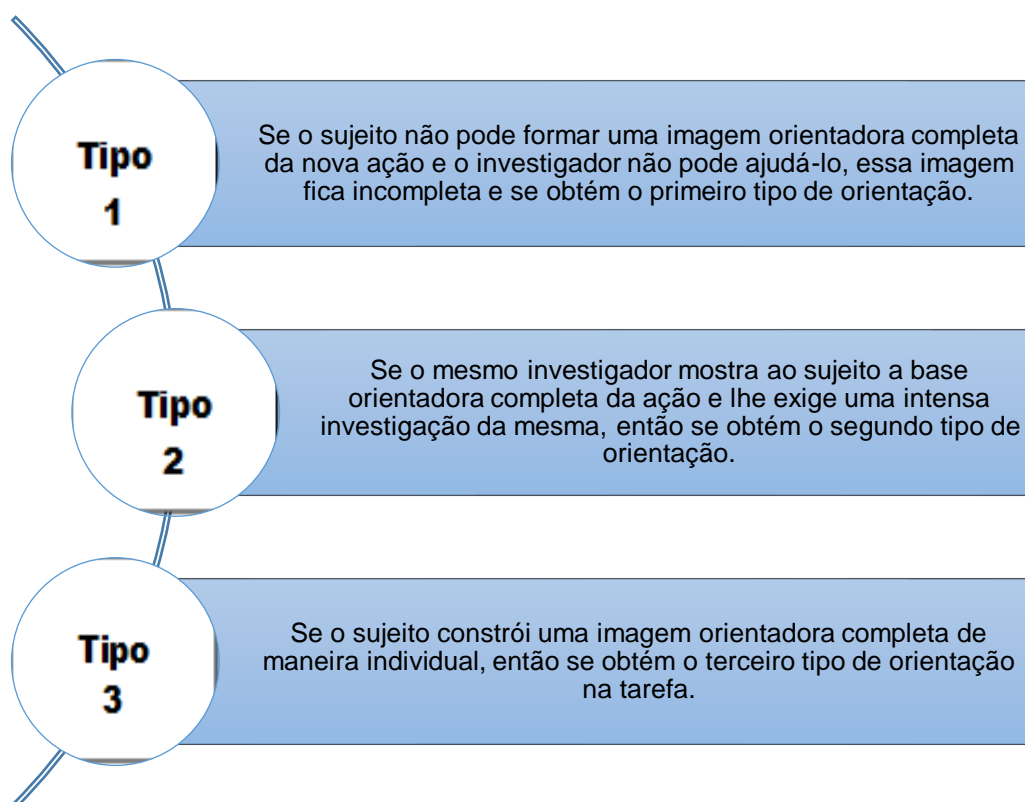 Tipo
1
Se o sujeito não pode formar uma imagem orientadora completa
da nova ação e o investigador não pode ajudá-lo, essa imagem
fica incompleta e se obtém o primeiro tipo de orientação.
Tipo
2
Se o mesmo investigador mostra ao sujeito a base
orientadora completa da ação e lhe exige uma intensa
investigação da mesma, então se obtém o segundo tipo de
orientação.
Tipo
3
Se o sujeito constrói uma imagem orientadora completa de
maneira individual, então se obtém o terceiro tipo de orientação
na tarefa.